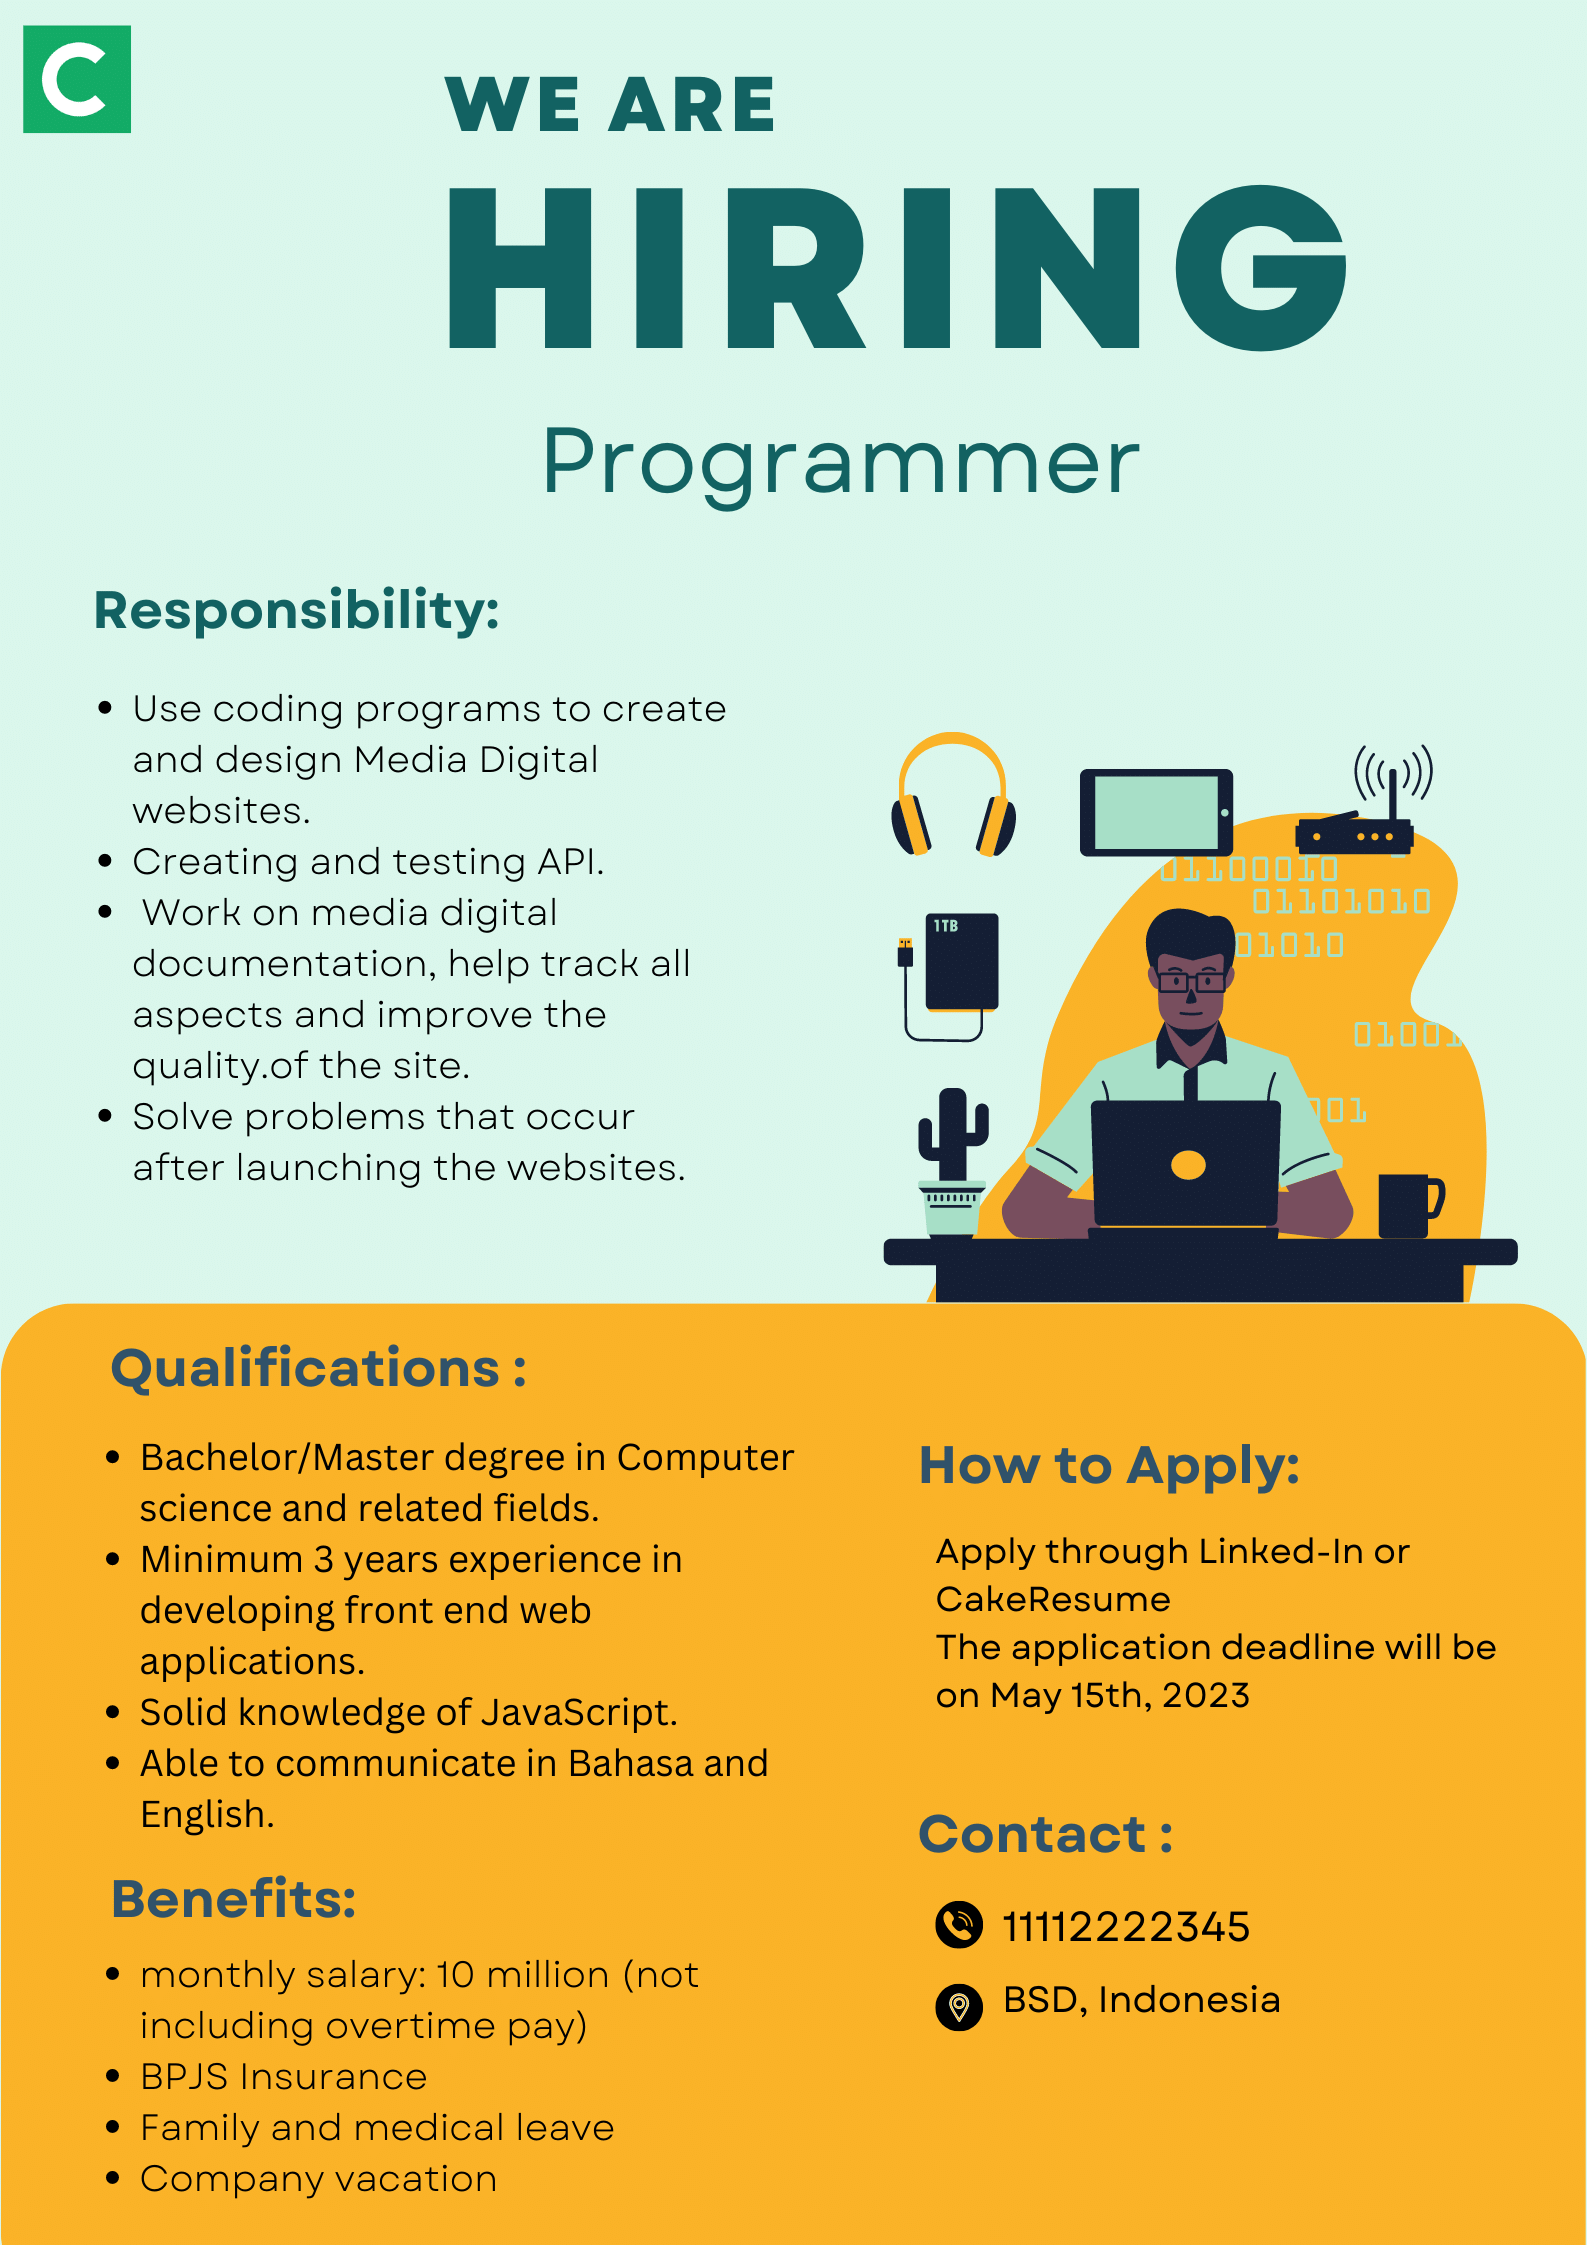 C
WE ARE
HIRING
Programmer
Responsibility:
• Use coding programs to create
and design Media Digital
websites.
• Creating and testing API.
• Work on media digital
documentation, help track all
aspects and improve the
quality.of the site.
• Solve problems that occur
after launching the websites.
01100010
01101010
01010
1TB
01001
001
Qualifications :
• Bachelor/Master degree in Computer
science and related fields.
• Minimum 3 years experience in
developing front end web
applications.
• Solid knowledge of JavaScript.
• Able to communicate in Bahasa and
English.
Benefits:
• monthly salary: 10 million (not
including overtime pay)
• BPJS Insurance
• Family and medical leave
• Company vacation
How to Apply:
Apply through Linked-In or
CakeResume
The application deadline will be
on May 15th, 2023
Contact :
11112222345
BSD, Indonesia